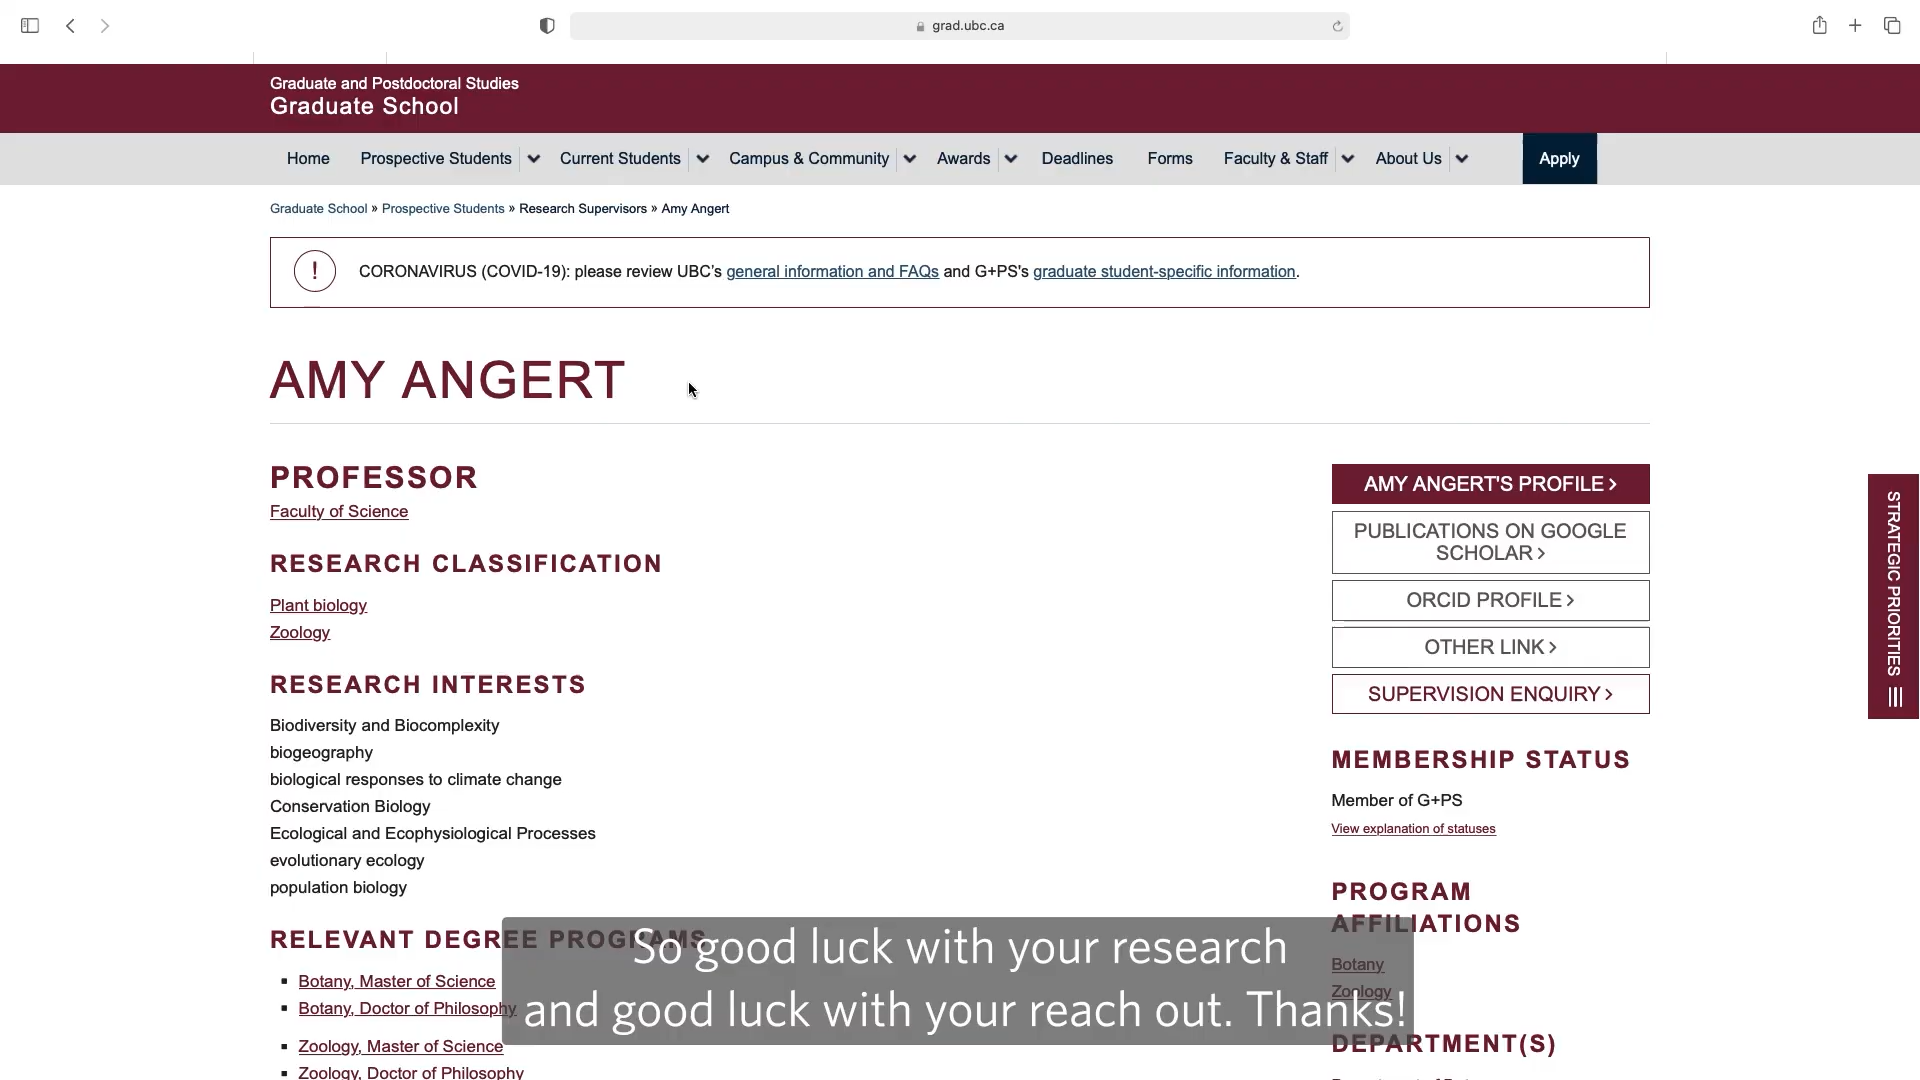 grad.ubc.ca
Graduate and Postdoctoral Studies
Graduate School
Home Prospective Students Current Students Campus & Community Awards Deadlines Forms Faculty & Staff About Us Apply
Graduate School » Prospective Students » Research Supervisors » Amy Angert
! CORONAVIRUS (COVID-19): please review UBC's general information and FAQs and G+PS's graduate student-specific information.
AMY ANGERT
PROFESSOR
Faculty of Science
RESEARCH CLASSIFICATION
Plant biology
Zoology
RESEARCH INTERESTS
Biodiversity and Biocomplexity
biogeography
biological responses to climate change
Conservation Biology
Ecological and Ecophysiological Processes
evolutionary ecology
population biology
RELEVANT DEGREE PROGRAMS
Botany, Master of Science
Botany, Doctor of Philosophy
Zoology, Master of Science
Zoology, Doctor of Philosophy
AMY ANGERT'S PROFILE
PUBLICATIONS ON GOOGLE
SCHOLAR
ORCID PROFILE
OTHER LINK
SUPERVISION ENQUIRY
MEMBERSHIP STATUS
Member of G+PS
View explanation of statuses
PROGRAM
AFFILIATIONS
Botany
Zoology
DEPARTMENT(S)
STRATEGIC PRIORITIES
So good luck with your research
and good luck with your reach out. Thanks!